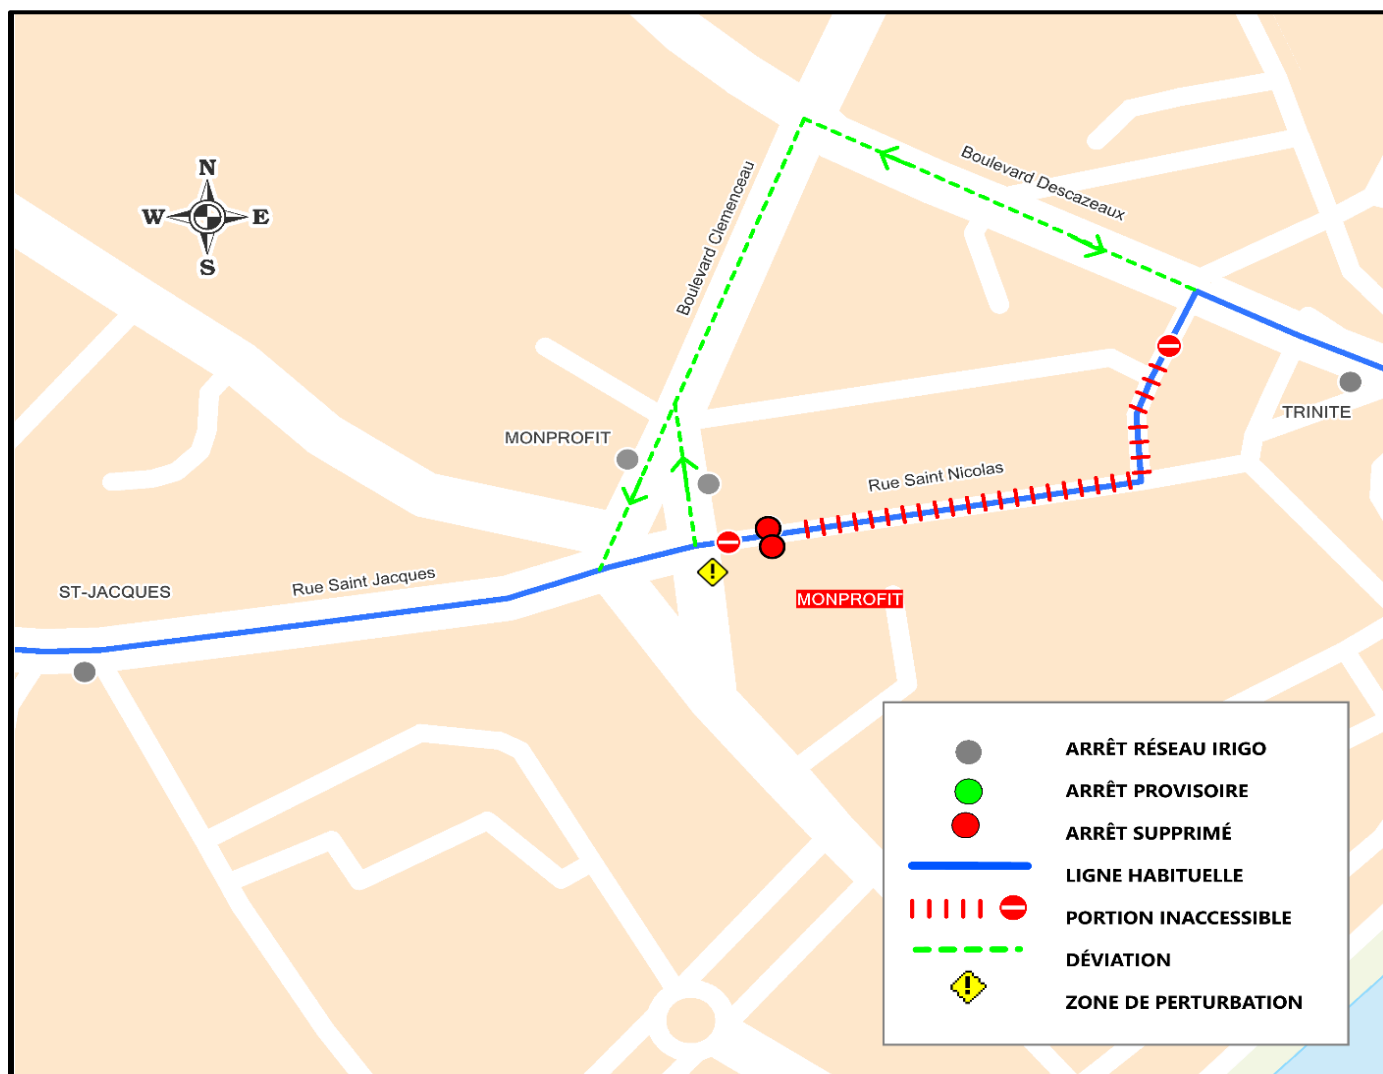 N
W E
S
Boulevard Descazeaux
Boulevard Clemenceau
TRINITE
MONPROFIT
Rue Saint Nicolas
Rue Saint Jacques
ST-JACQUES
MONPROFIT
ARRÊT RÉSEAU IRIGO
ARRÊT PROVISOIRE
ARRÊT SUPPRIMÉ
LIGNE HABITUELLE
PORTION INACCESSIBLE
DÉVIATION
ZONE DE PERTURBATION